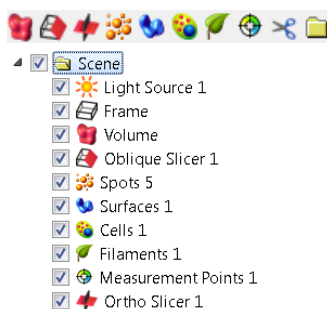 Scene
Light Source 1
Frame
Volume
Oblique Slicer 1
Spots 5
Surfaces 1
Cells 1
Filaments 1
Measurement Points 1
Ortho Slicer 1